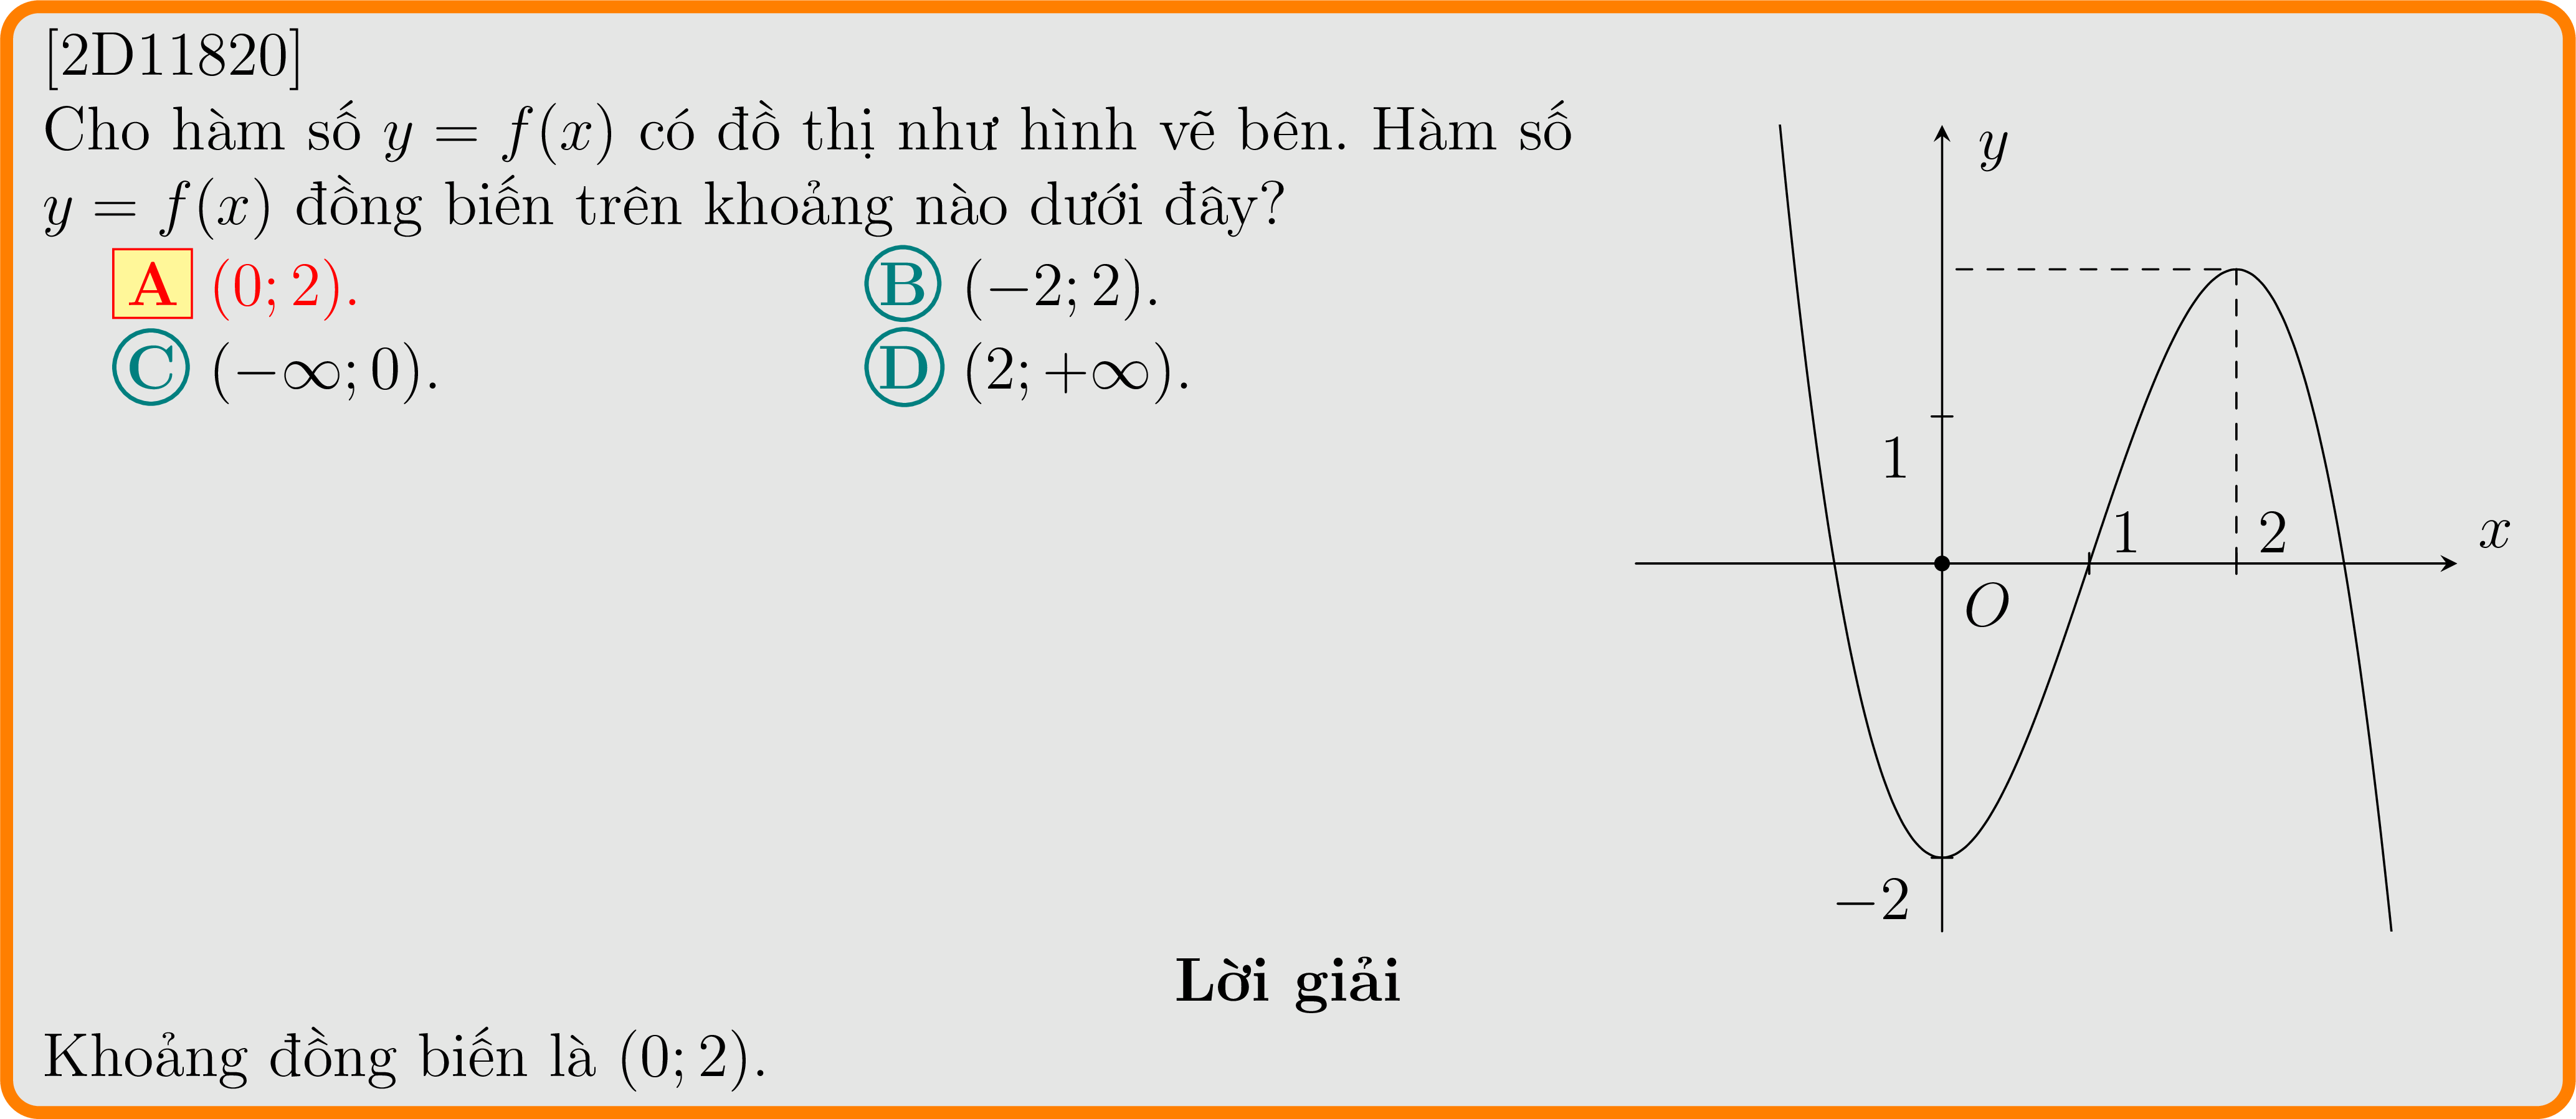 [2D11820]
Cho hàm số y = f(x) có đồ thị như hình vẽ bên. Hàm số
y = f(x) đồng biến trên khoảng nào dưới đây?
A (0; 2). B (−2; 2).
C (−∞; 0). D (2; +∞).
y
1
1 2 x
O
−2
Lời giải
Khoảng đồng biến là (0; 2).